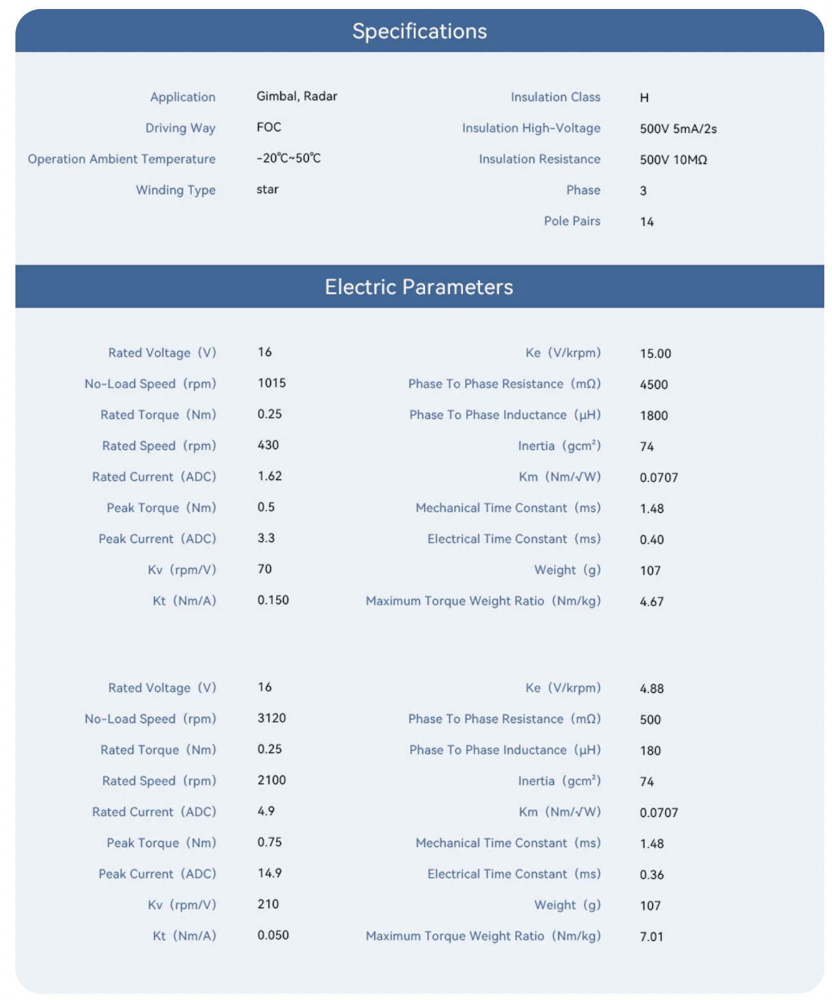 Specifications
Application Gimbal, Radar Insulation Class H
Driving Way FOC Insulation High-Voltage 500V 5mA/2s
Operation Ambient Temperature -20℃~50℃ Insulation Resistance 500V 10MΩ
Winding Type star Phase 3
Pole Pairs 14
Electric Parameters
Rated Voltage (V) 16 Ke (V/krpm) 15.00
No-Load Speed (rpm) 1015 Phase To Phase Resistance (mΩ) 4500
Rated Torque (Nm) 0.25 Phase To Phase Inductance (μH) 1800
Rated Speed (rpm) 430 Inertia (gcm²) 74
Rated Current (ADC) 1.62 Km (Nm/√W) 0.0707
Peak Torque (Nm) 0.5 Mechanical Time Constant (ms) 1.48
Peak Current (ADC) 3.3 Electrical Time Constant (ms) 0.40
Kv (rpm/V) 70 Weight (g) 107
Kt (Nm/A) 0.150 Maximum Torque Weight Ratio (Nm/kg) 4.67
Rated Voltage (V) 16 Ke (V/krpm) 4.88
No-Load Speed (rpm) 3120 Phase To Phase Resistance (mΩ) 500
Rated Torque (Nm) 0.25 Phase To Phase Inductance (μH) 180
Rated Speed (rpm) 2100 Inertia (gcm²) 74
Rated Current (ADC) 4.9 Km (Nm/√W) 0.0707
Peak Torque (Nm) 0.75 Mechanical Time Constant (ms) 1.48
Peak Current (ADC) 14.9 Electrical Time Constant (ms) 0.36
Kv (rpm/V) 210 Weight (g) 107
Kt (Nm/A) 0.050 Maximum Torque Weight Ratio (Nm/kg) 7.01